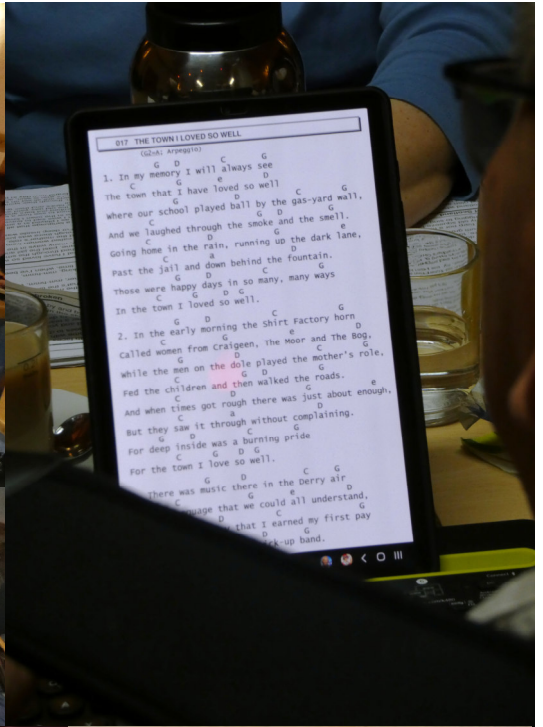 017 THE TOWN I LOVED SO WELL
(G2=A; Arpeggio)
G D C G
1. In my memory I will always see
C G e D
The town that I have loved so well
G D C G
Where our school played ball by the gas-yard wall,
C G D G
And we laughed through the smoke and the smell.
C D G e
Going home in the rain, running up the dark lane,
C a D
Past the jail and down behind the fountain.
G D C G
Those were happy days in so many, many ways
C G D G
In the town I loved so well.
G D C G
2. In the early morning the Shirt Factory horn
C G e D
Called women from Craigeen, The Moor and The Bog,
G D C G
While the men on the dole played the mother's role,
C G D G
Fed the children and then walked the roads.
C D G e
And when times got rough there was just about enough,
C a D
But they saw it through without complaining.
G D C G
For deep inside was a burning pride
C G D G
For the town I love so well.
G D C G
There was music there in the Derry air
C G e D
that we could all understand,
D C G
that I earned my first pay
D G
band.